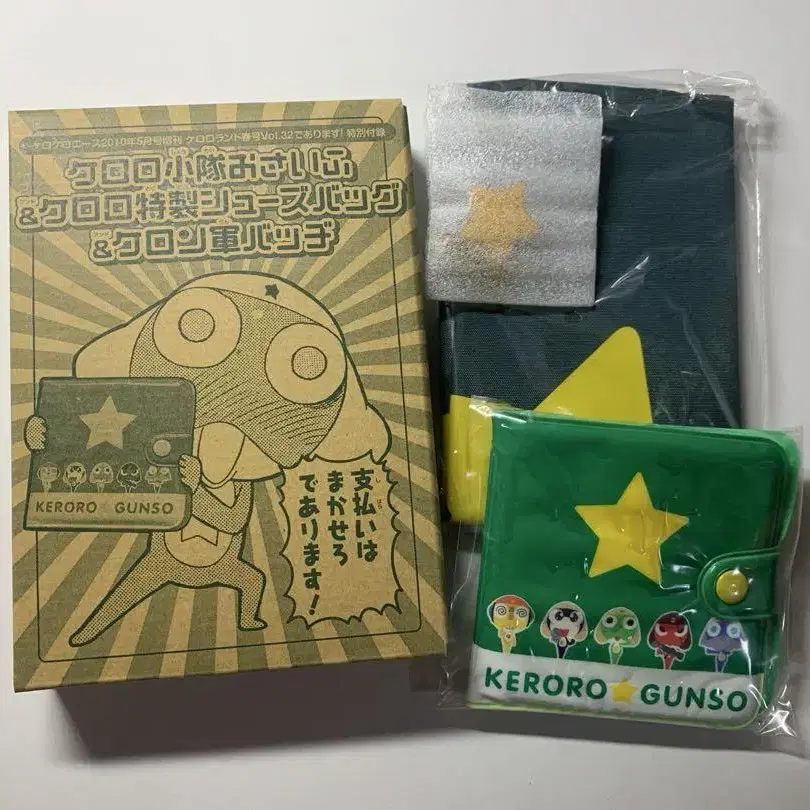 ケロケロエース2010年5月号増刊 ケロロランド春号Vol.32であります! 特別付録
ケロロ小隊おさいふ
&ケロロ特製シューズバッグ
&ケロン軍バッヂ
KERORO★GUNSO
支払いは
まかせろ
であります!
KERORO★GUNSO